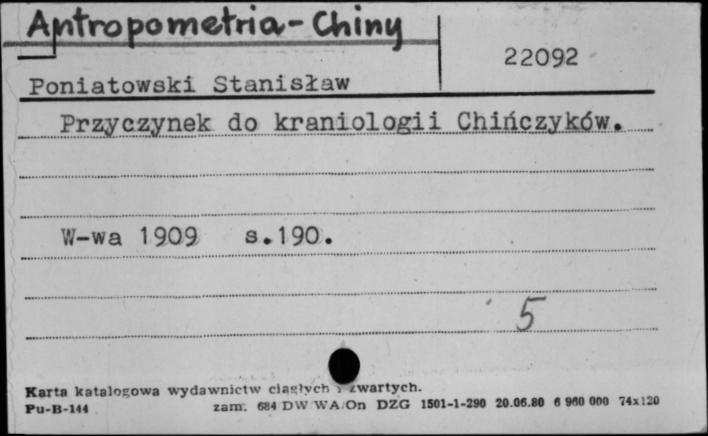 Antropometria-Chiny
22092
Poniatowski Stanisław
Przyczynek do kraniologii Chińczyków.
W-wa 1909 s.190.
5
Karta katalogowa wydawnictw ciągłych i zwartych.
Pu-B-144 zam. 684 DW WA/On DZG 1501-1-290 20.06.80 6 960 000 74x120